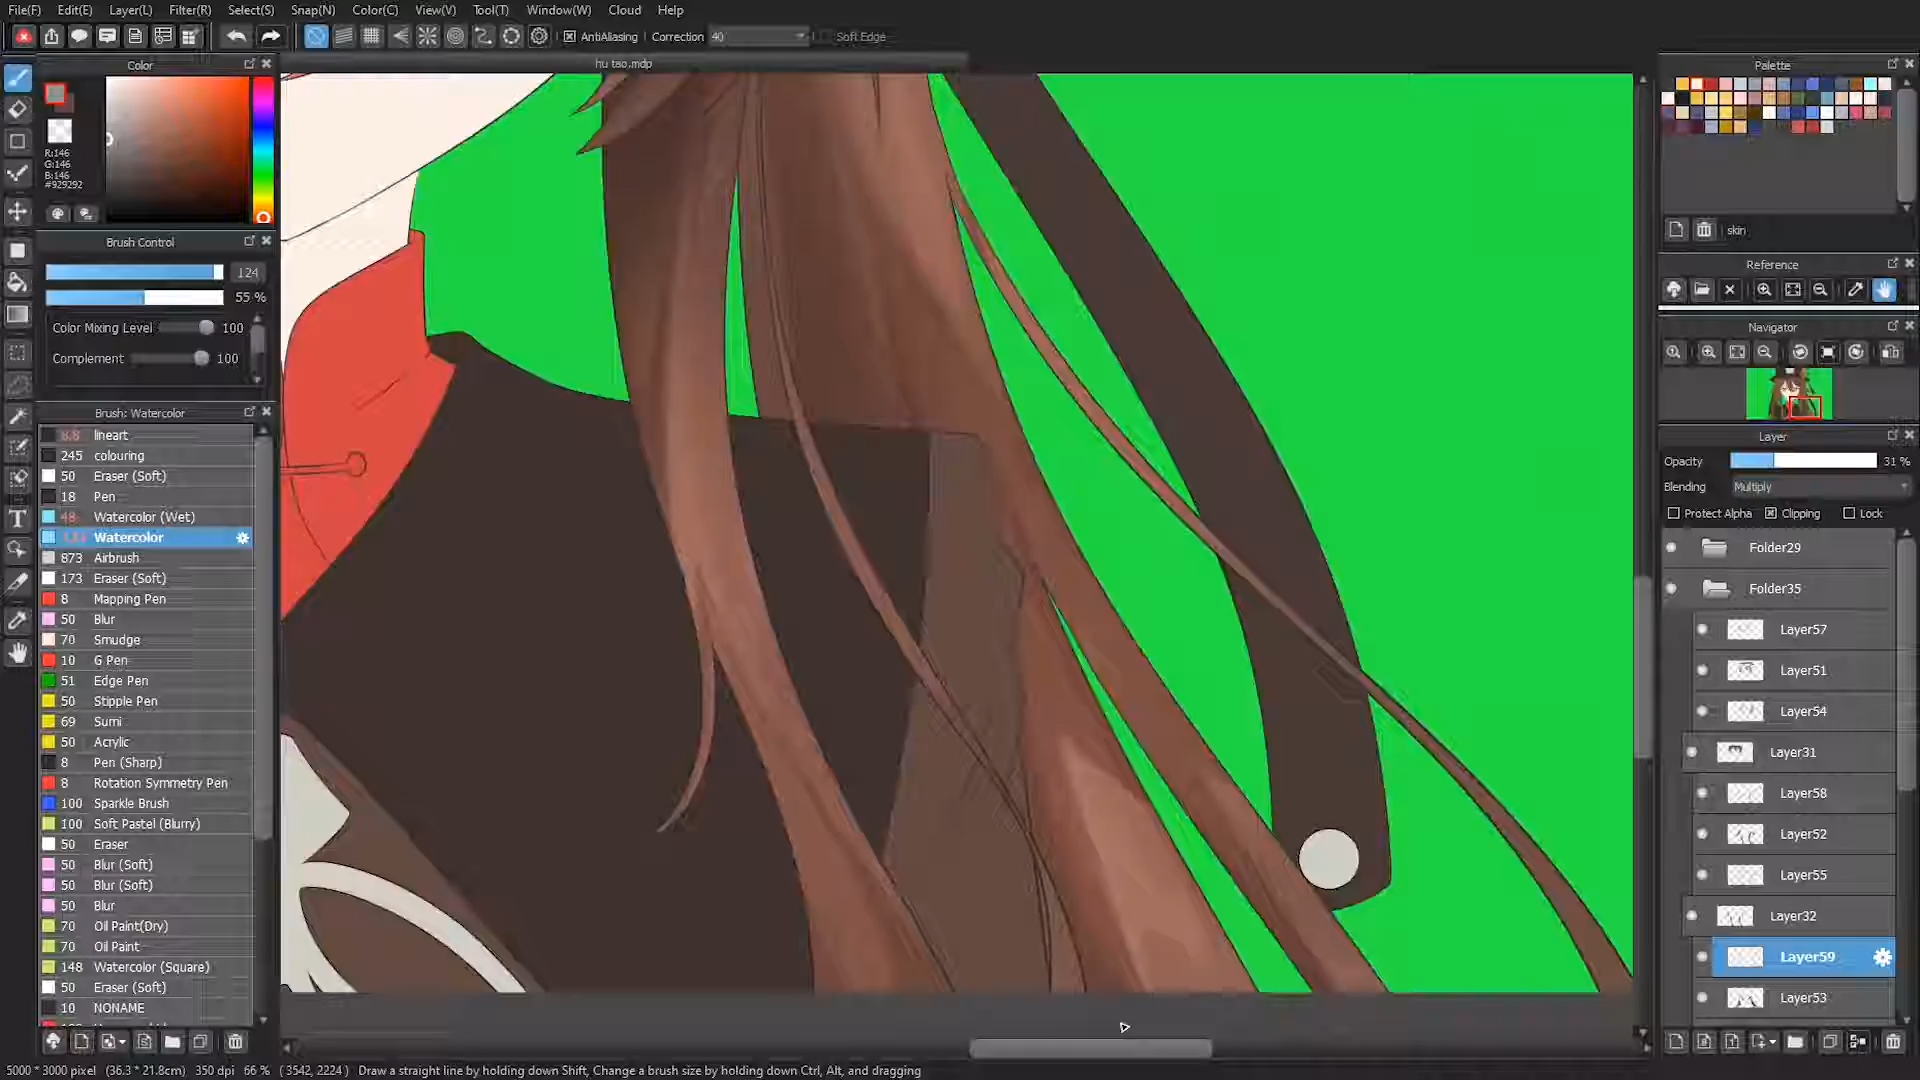 File(F) Edit(E) Layer(L) Filter(R) Select(S) Snap(N) Color(C) View(V) Tool(T) Window(W) Cloud Help
AntiAliasing Correction 40 Soft Edge
hu tao.mdp
Color
R:146
G:146
B:146
#929292
Brush Control
124
55 %
Color Mixing Level 100
Complement 100
Brush: Watercolor
8.8 lineart
245 colouring
50 Eraser (Soft)
18 Pen
48 Watercolor (Wet)
Watercolor
873 Airbrush
173 Eraser (Soft)
8 Mapping Pen
50 Blur
70 Smudge
10 G Pen
51 Edge Pen
50 Stipple Pen
69 Sumi
50 Acrylic
8 Pen (Sharp)
8 Rotation Symmetry Pen
100 Sparkle Brush
100 Soft Pastel (Blurry)
50 Eraser
50 Blur (Soft)
50 Blur (Soft)
50 Blur
70 Oil Paint(Dry)
70 Oil Paint
148 Watercolor (Square)
50 Eraser (Soft)
10 NONAME
Palette
skin
Reference
Navigator
Layer
Opacity 31 %
Blending Multiply
Protect Alpha Clipping Lock
Folder29
Folder35
Layer57
Layer51
Layer54
Layer31
Layer58
Layer52
Layer55
Layer32
Layer59
Layer53
5000 * 3000 pixel (36.3 * 21.8cm) 350 dpi 66 % ( 3542, 2224 ) Draw a straight line by holding down Shift, Change a brush size by holding down Ctrl, Alt, and dragging